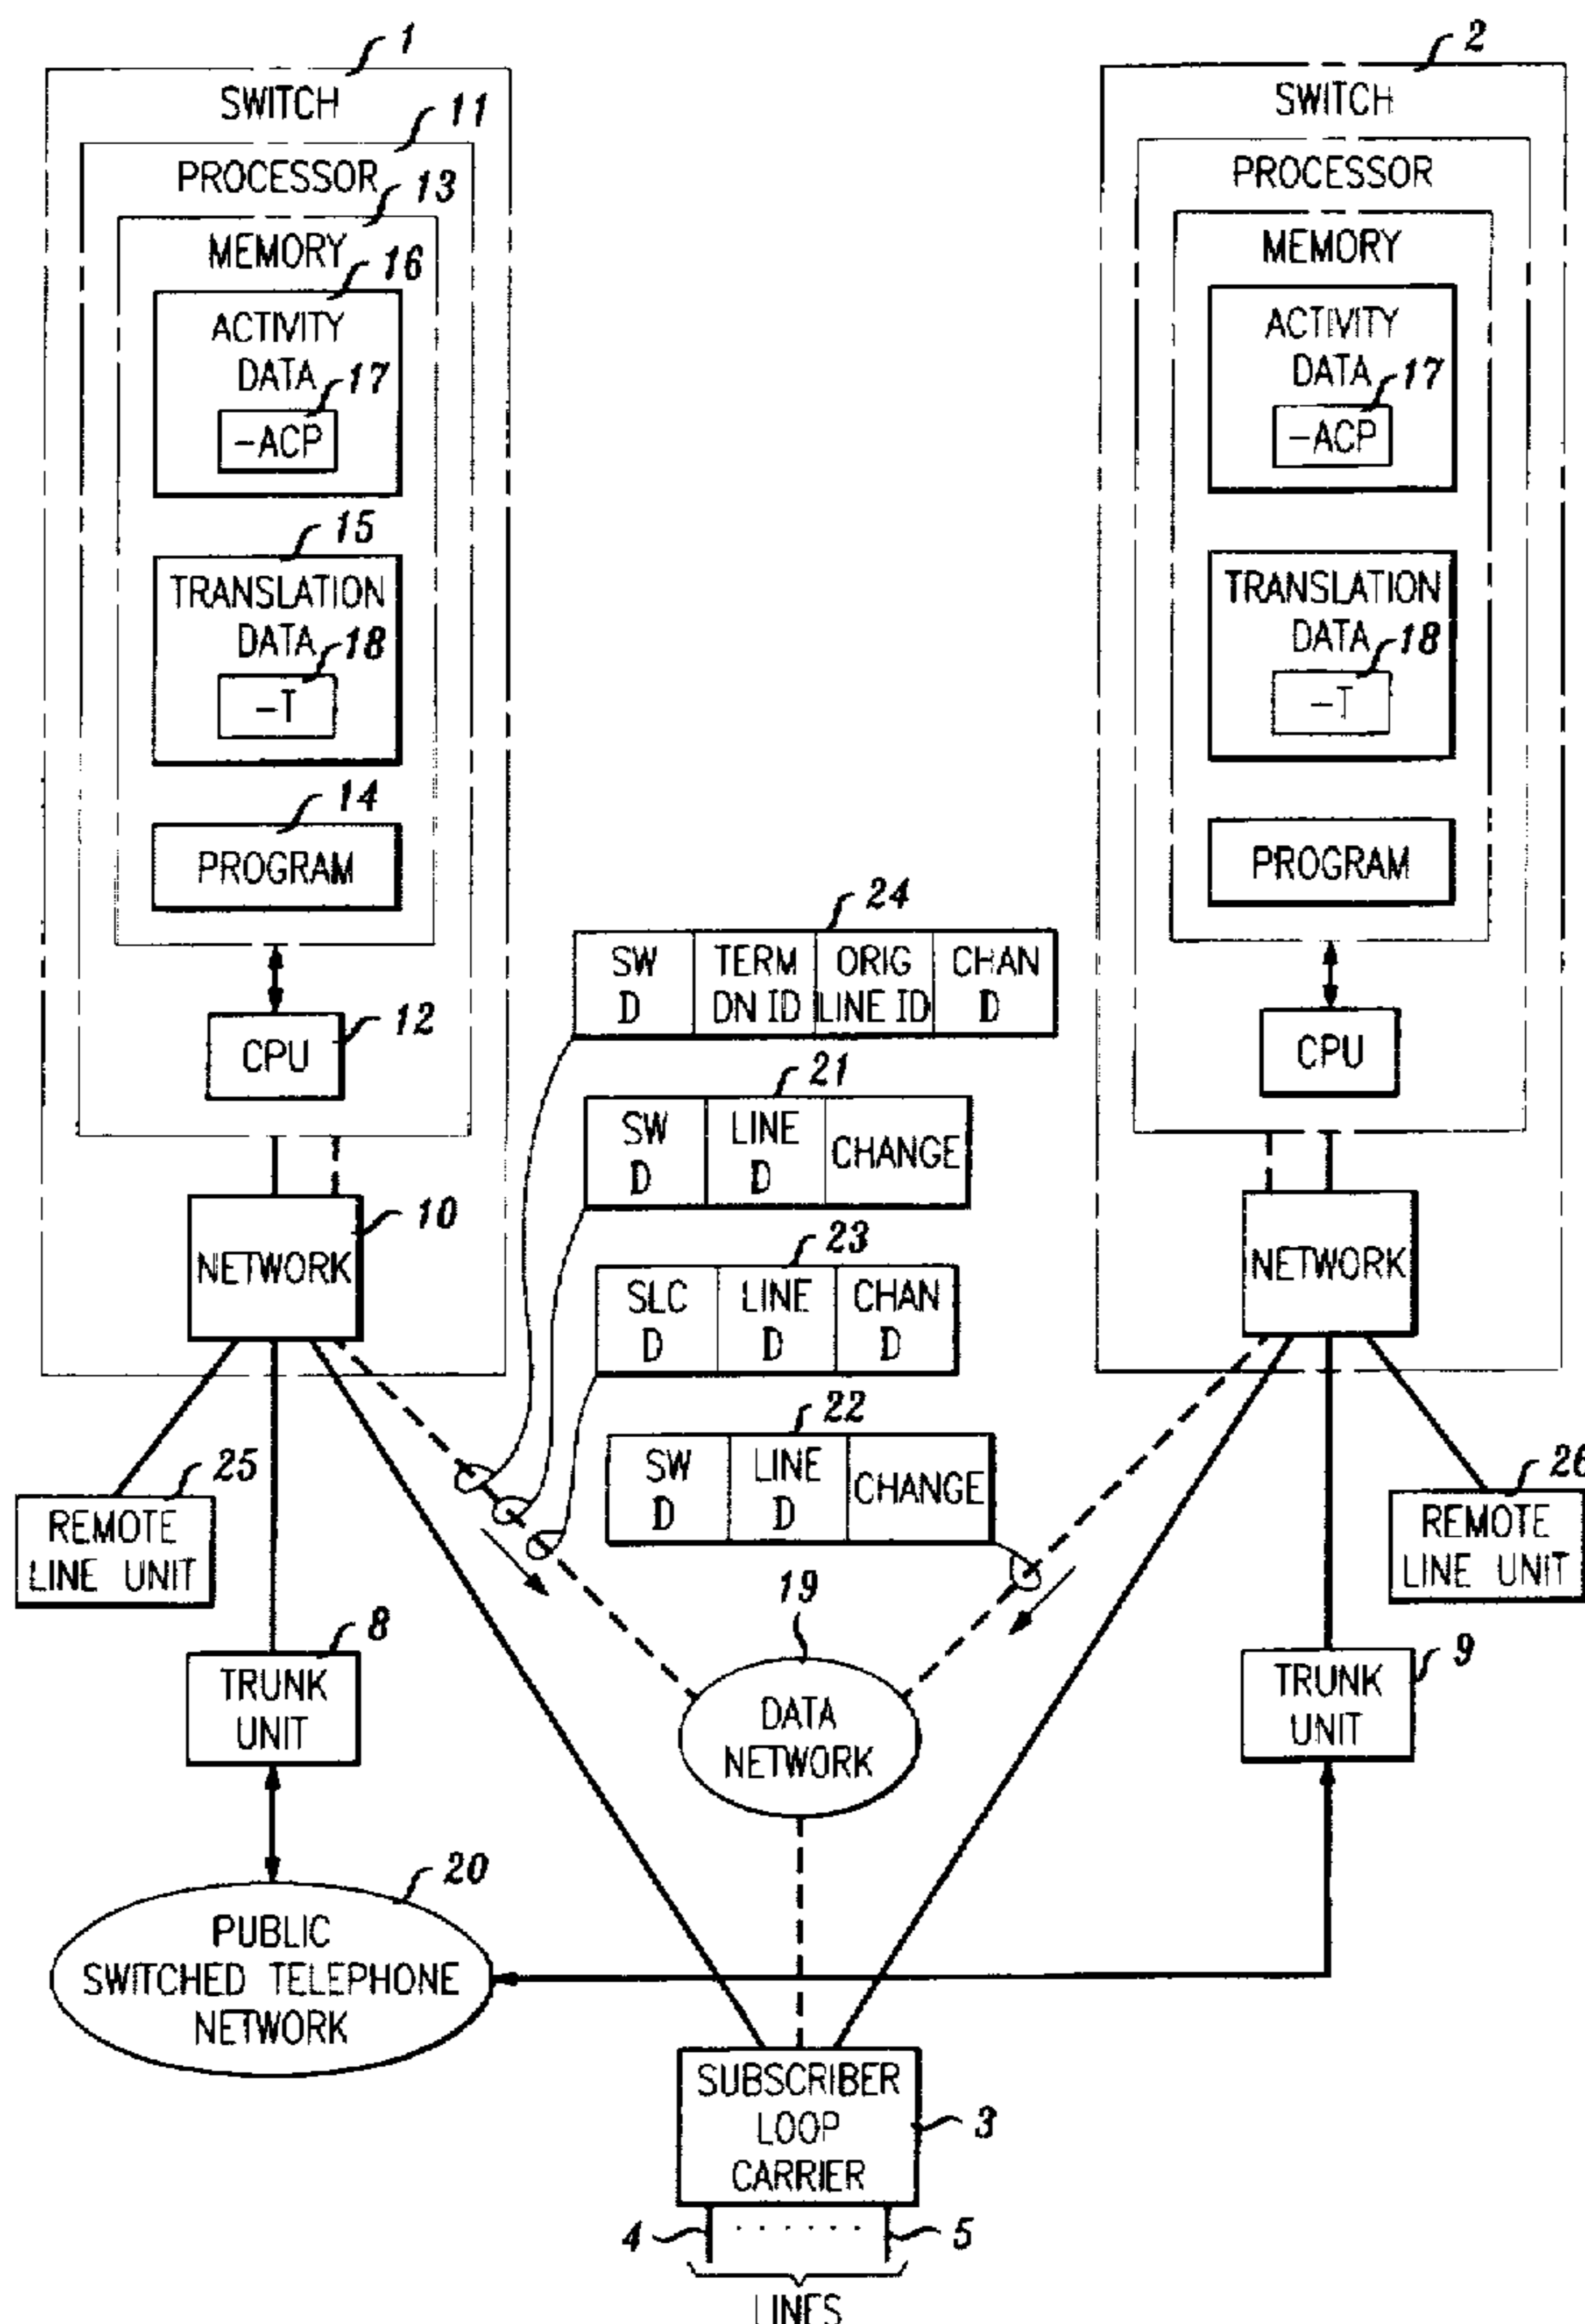 1
SWITCH
11
PROCESSOR
13
MEMORY
16
ACTIVITY
DATA
17
-ACP
15
TRANSLATION
DATA
18
-T
14
PROGRAM
12
CPU
10
NETWORK
2
SWITCH
PROCESSOR
MEMORY
ACTIVITY
DATA
17
-ACP
TRANSLATION
DATA
18
-T
PROGRAM
CPU
NETWORK
24
SW D
TERM DN ID
ORIG LINE ID
CHAN D
21
SW D
LINE D
CHANGE
23
SLC D
LINE D
CHAN D
22
SW D
LINE D
CHANGE
25
REMOTE
LINE UNIT
26
REMOTE
LINE UNIT
8
TRUNK
UNIT
19
DATA
NETWORK
9
TRUNK
UNIT
20
PUBLIC
SWITCHED TELEPHONE
NETWORK
SUBSCRIBER
LOOP
CARRIER
3
4
5
LINES